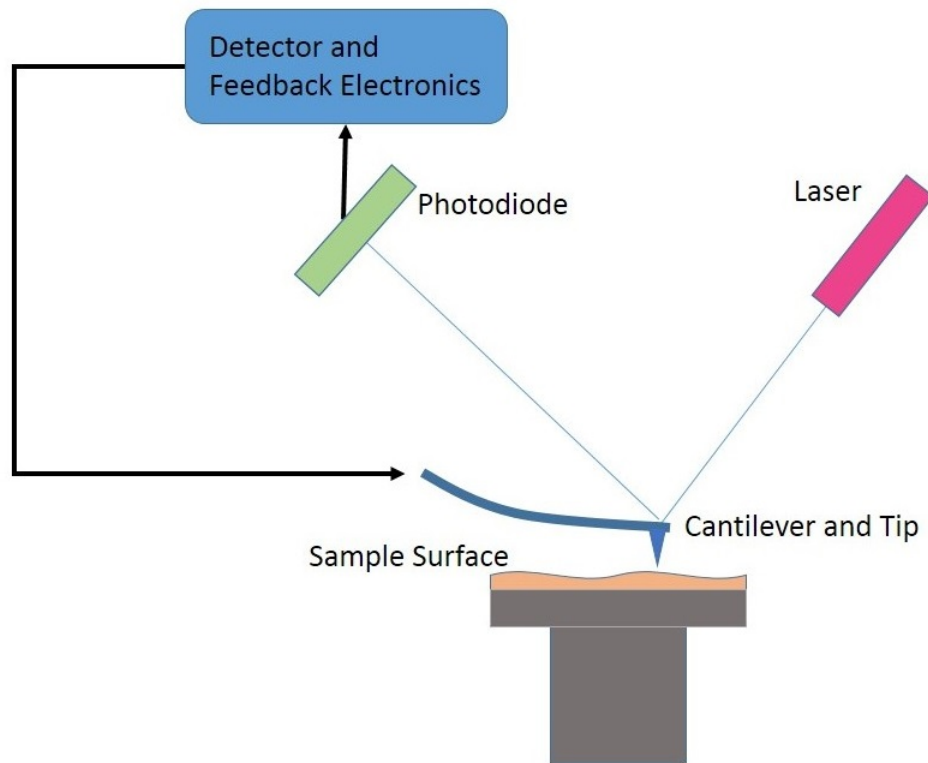 Detector and
Feedback Electronics
Photodiode
Laser
Cantilever and Tip
Sample Surface